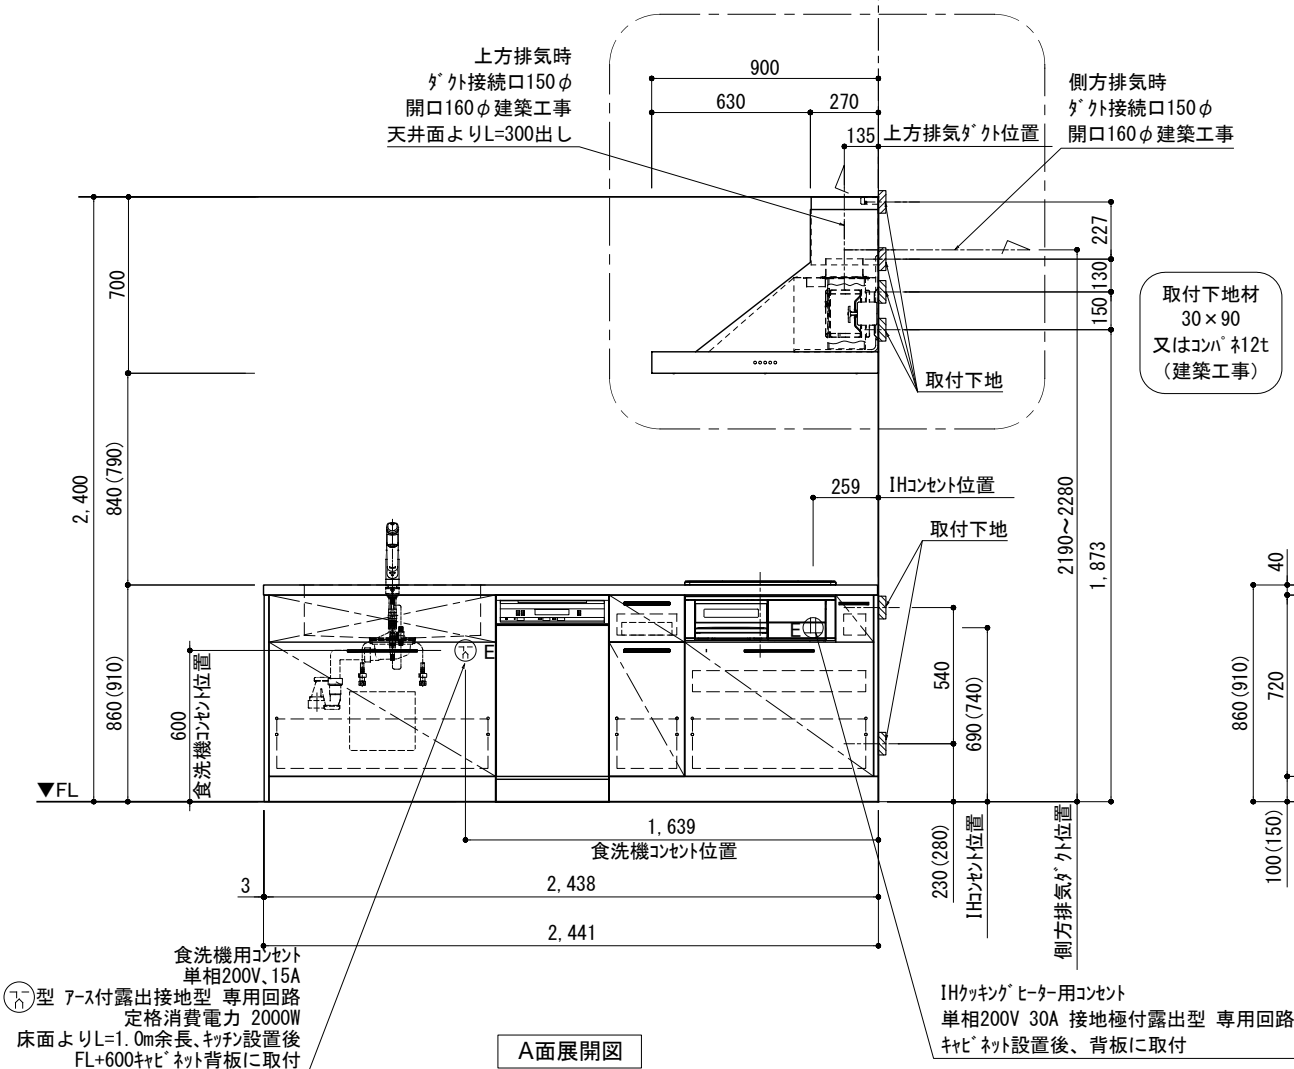 上方排気時
ダクト接続口150φ
開口160φ建築工事
天井面よりL=300出し
900
630
270
135
上方排気ダクト位置
側方排気時
ダクト接続口150φ
開口160φ建築工事
227
130
150
取付下地材
30×90
又はコンパネ12t
(建築工事)
取付下地
700
2,400
840(790)
259
IHコンセント位置
取付下地
2190～2280
1,873
40
860(910)
600
食洗機コンセント位置
E
E
540
690(740)
860(910)
720
▼FL
1,639
食洗機コンセント位置
230(280)
IHコンセント位置
側方排気ダクト位置
100(150)
3
2,438
2,441
食洗機用コンセント
単相200V、15A
型 アース付露出接地型 専用回路
定格消費電力 2000W
床面よりL=1.0m余長、キッチン設置後
FL+600キャビネット背板に取付
A面展開図
IHクッキングヒーター用コンセント
単相200V 30A 接地極付露出型 専用回路
キャビネット設置後、背板に取付